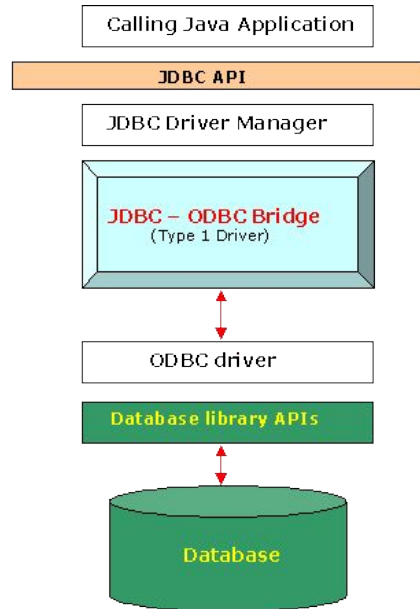 Calling Java Application
JDBC API
JDBC Driver Manager
JDBC – ODBC Bridge
(Type 1 Driver)
ODBC driver
Database library APIs
Database